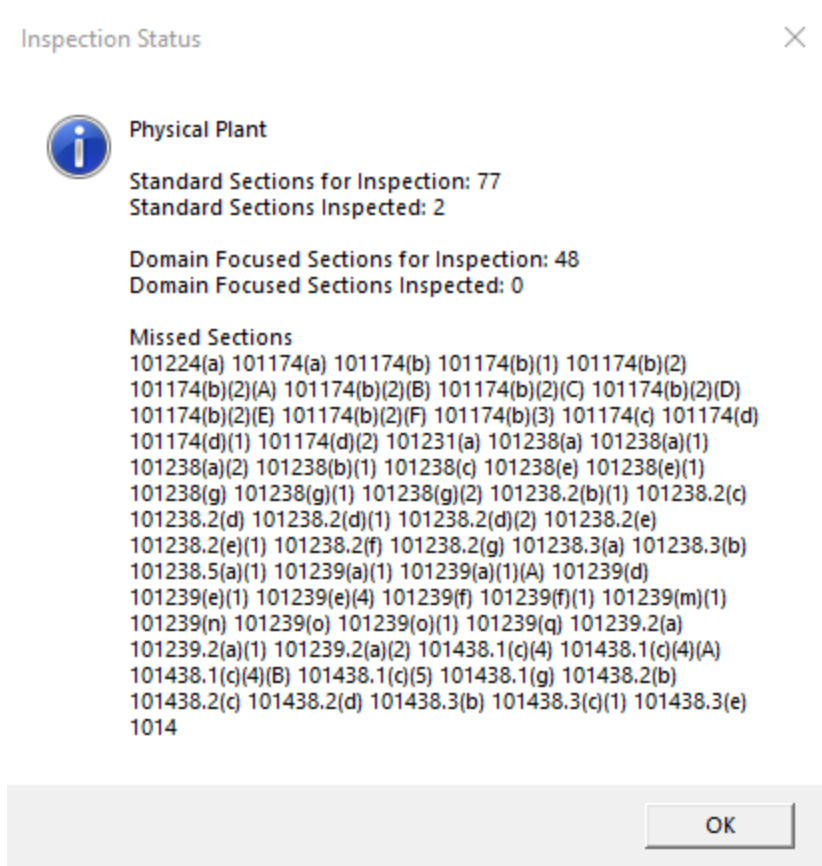 Inspection Status
Physical Plant
Standard Sections for Inspection: 77
Standard Sections Inspected: 2
Domain Focused Sections for Inspection: 48
Domain Focused Sections Inspected: 0
Missed Sections
101224(a) 101174(a) 101174(b) 101174(b)(1) 101174(b)(2)
101174(b)(2)(A) 101174(b)(2)(B) 101174(b)(2)(C) 101174(b)(2)(D)
101174(b)(2)(E) 101174(b)(2)(F) 101174(b)(3) 101174(c) 101174(d)
101174(d)(1) 101174(d)(2) 101231(a) 101238(a) 101238(a)(1)
101238(a)(2) 101238(b)(1) 101238(c) 101238(e) 101238(e)(1)
101238(g) 101238(g)(1) 101238(g)(2) 101238.2(b)(1) 101238.2(c)
101238.2(d) 101238.2(d)(1) 101238.2(d)(2) 101238.2(e)
101238.2(e)(1) 101238.2(f) 101238.2(g) 101238.3(a) 101238.3(b)
101238.5(a)(1) 101239(a)(1) 101239(a)(1)(A) 101239(d)
101239(e)(1) 101239(e)(4) 101239(f) 101239(f)(1) 101239(m)(1)
101239(n) 101239(o) 101239(o)(1) 101239(q) 101239.2(a)
101239.2(a)(1) 101239.2(a)(2) 101438.1(c)(4) 101438.1(c)(4)(A)
101438.1(c)(4)(B) 101438.1(c)(5) 101438.1(g) 101438.2(b)
101438.2(c) 101438.2(d) 101438.3(b) 101438.3(c)(1) 101438.3(e)
1014
OK